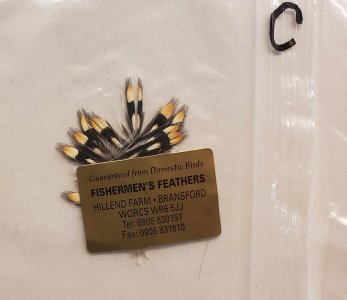 C
Guaranteed from Domestic Birds
FISHERMEN'S FEATHERS
HILLEND FARM • BRANSFORD
WORCS WR6 5JJ
Tel: 0905 830157
Fax: 0905 831810